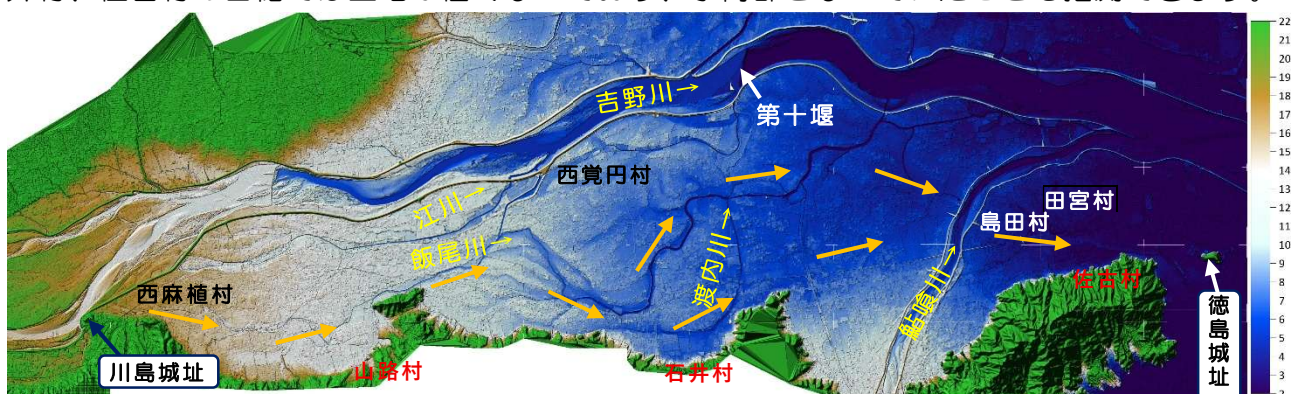 吉野川→
第十堰
西覚円村
江川→
飯尾川→
渡内川→
鮎喰川→
田宮村
島田村
佐古村
西麻植村
川島城址
山路村
石井村
徳島城址
22
21
20
19
18
17
16
15
14
13
12
11
10
9
8
7
6
5
4
3